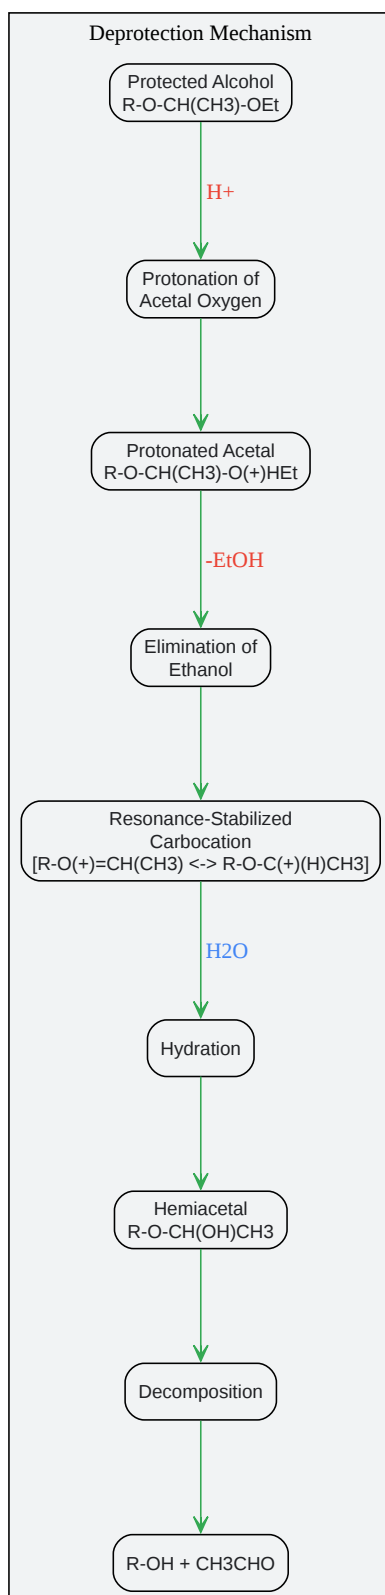 Deprotection Mechanism
Protected Alcohol
R-O-CH(CH3)-OEt
H+
Protonation of
Acetal Oxygen
Protonated Acetal
R-O-CH(CH3)-O(+)HEt
-EtOH
Elimination of
Ethanol
Resonance-Stabilized
Carbocation
[R-O(+)=CH(CH3) <-> R-O-C(+)(H)CH3]
H2O
Hydration
Hemiacetal
R-O-CH(OH)CH3
Decomposition
R-OH + CH3CHO